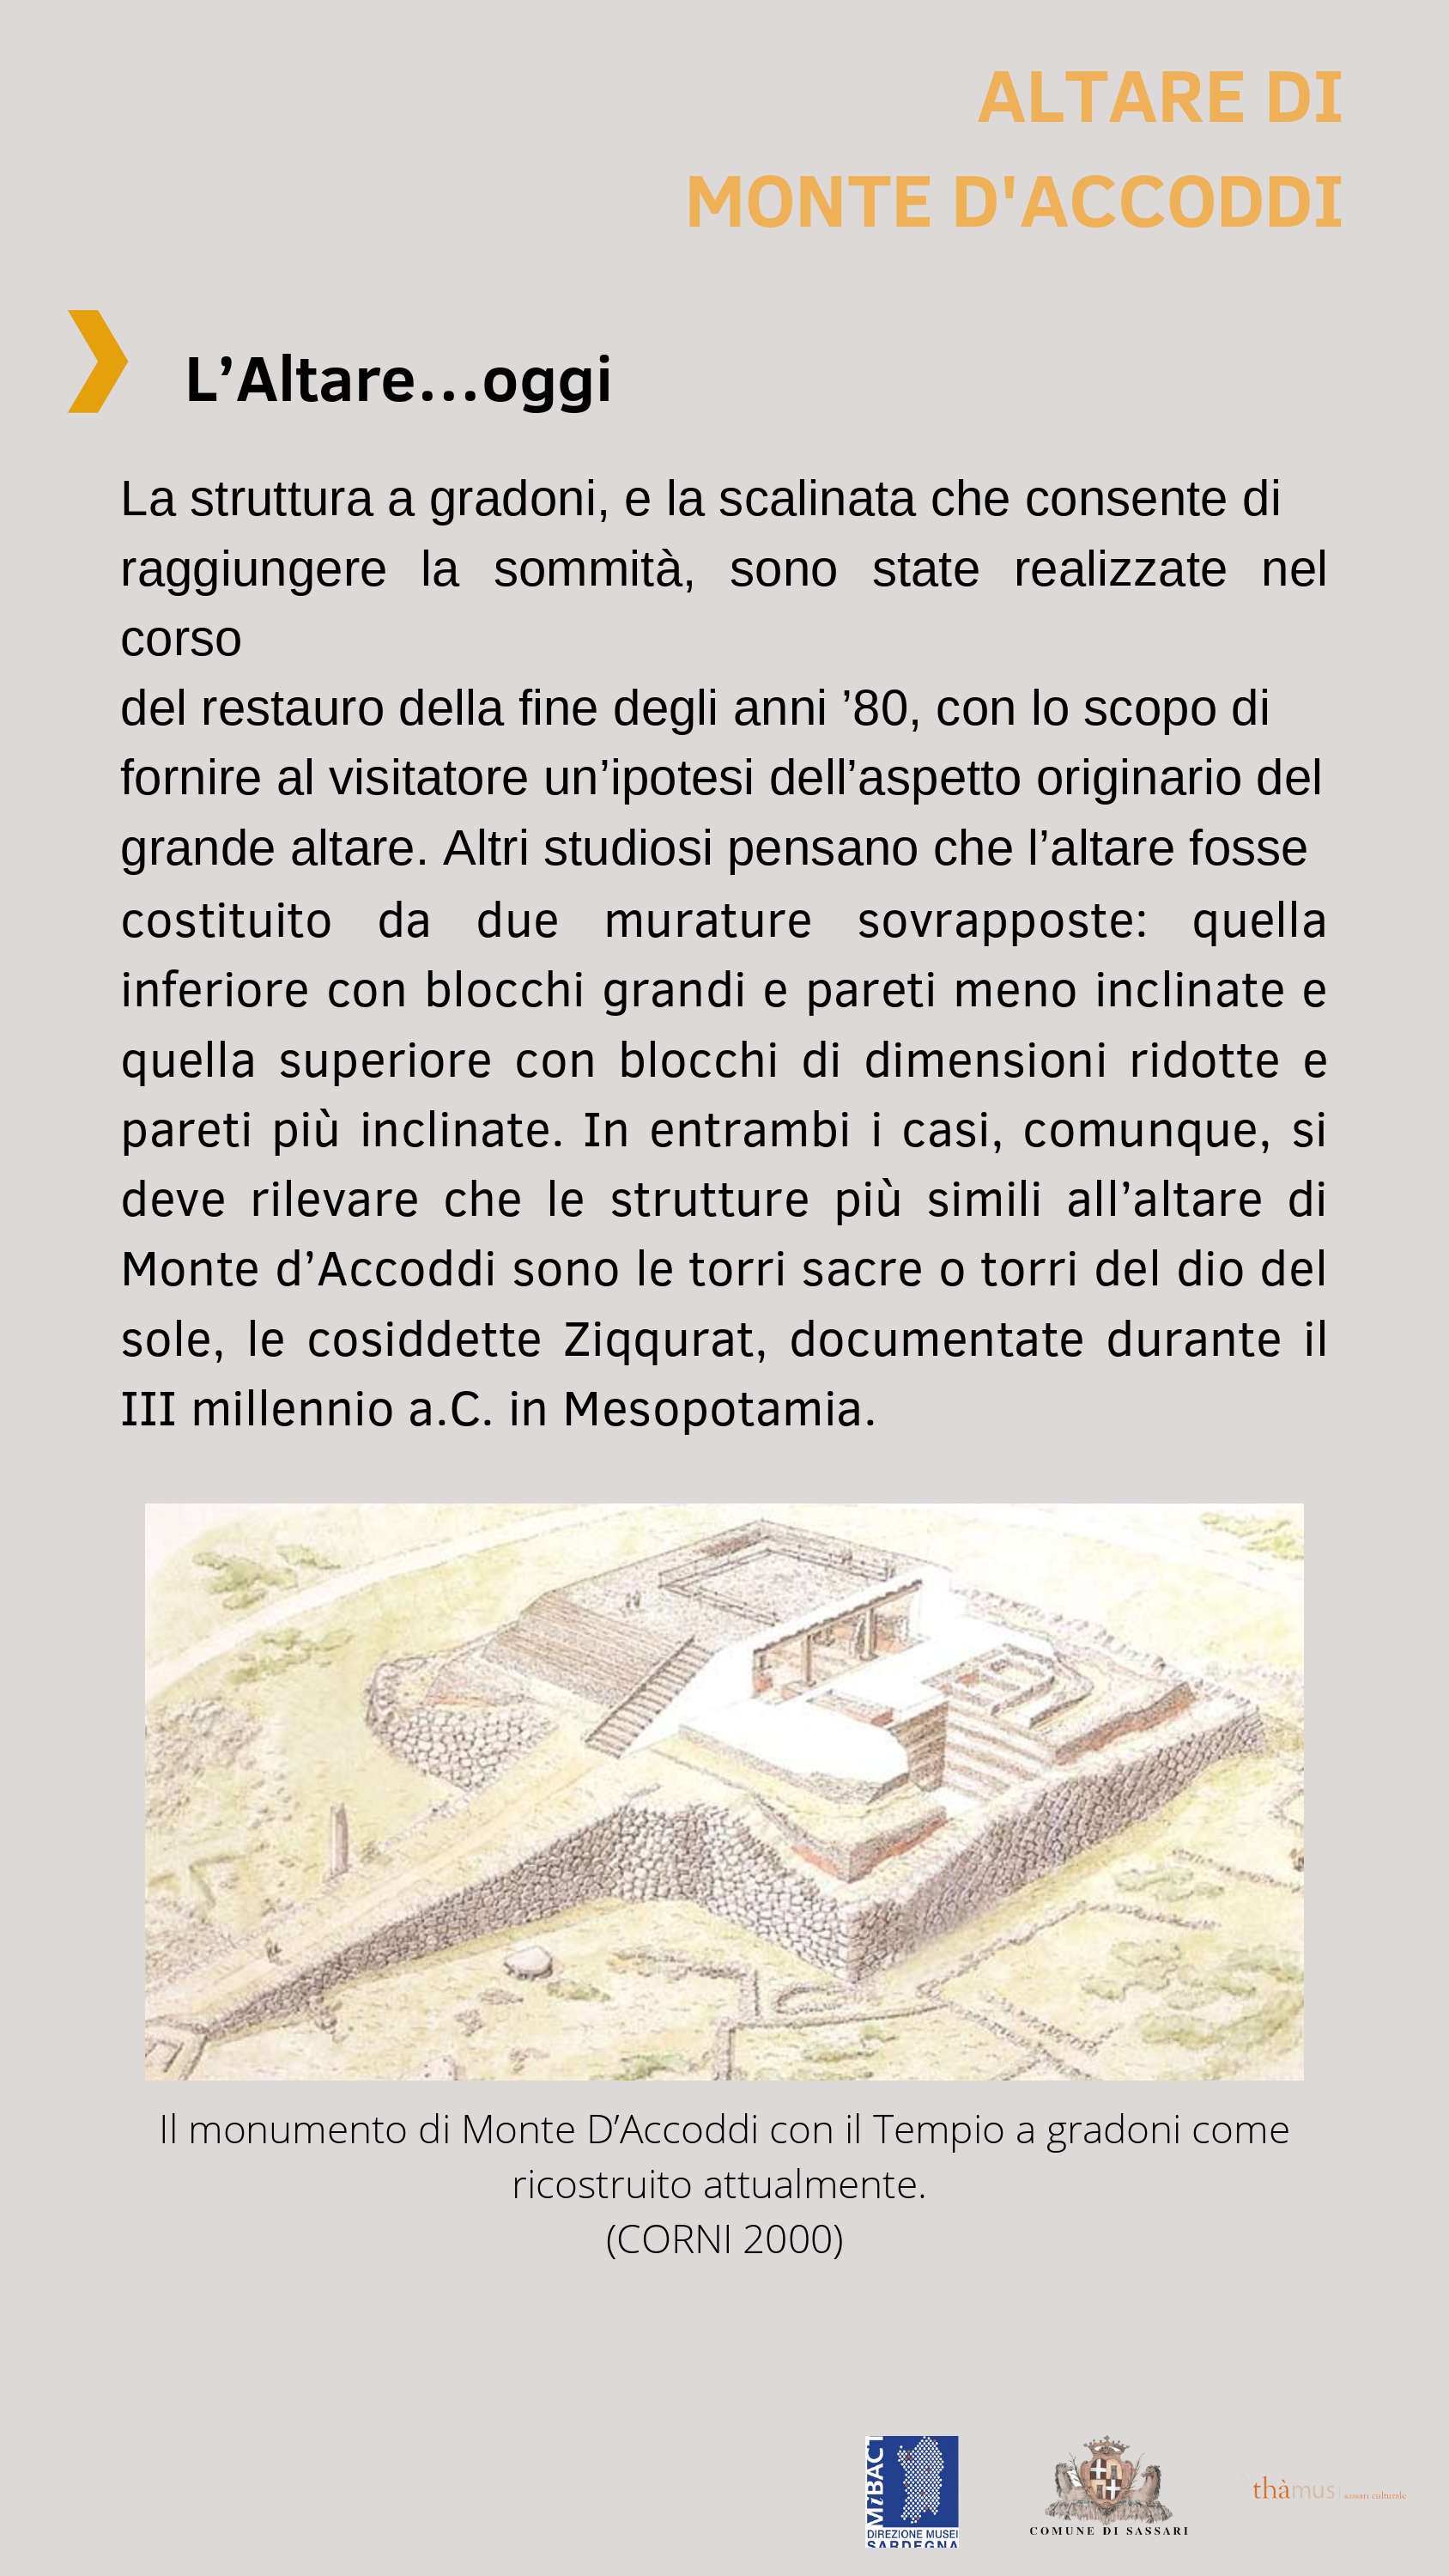 ALTARE DI
MONTE D'ACCODDI
L’Altare...oggi
La struttura a gradoni, e la scalinata che consente di
raggiungere la sommità, sono state realizzate nel
corso
del restauro della fine degli anni ’80, con lo scopo di
fornire al visitatore un’ipotesi dell’aspetto originario del
grande altare. Altri studiosi pensano che l’altare fosse
costituito da due murature sovrapposte: quella
inferiore con blocchi grandi e pareti meno inclinate e
quella superiore con blocchi di dimensioni ridotte e
pareti più inclinate. In entrambi i casi, comunque, si
deve rilevare che le strutture più simili all’altare di
Monte d’Accoddi sono le torri sacre o torri del dio del
sole, le cosiddette Ziqqurat, documentate durante il
III millennio a.C. in Mesopotamia.
Il monumento di Monte D’Accoddi con il Tempio a gradoni come
ricostruito attualmente.
(CORNI 2000)
MiBACT
DIREZIONE MUSEI
SARDEGNA
COMUNE DI SASSARI
thàmus sassari culturale